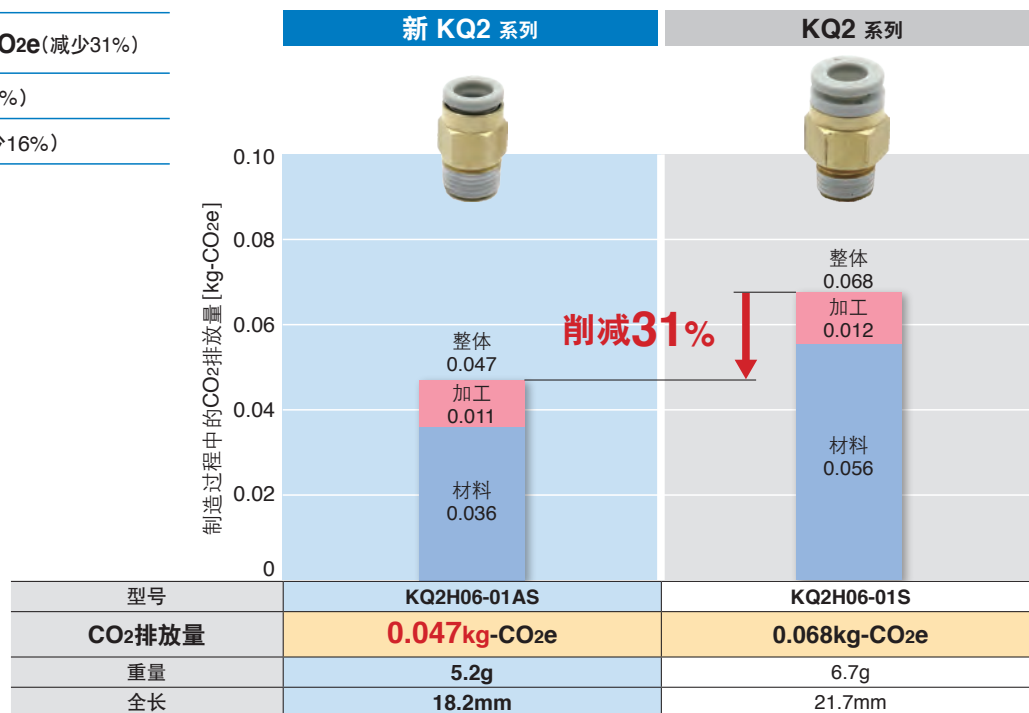 O2e(减少31%)
%)
少16%)
新 KQ2 系列
KQ2 系列
制造过程中的CO2排放量[kg-CO2e]
0.10
0.08
0.06
0.04
0.02
0
整体
0.047
加工
0.011
材料
0.036
削减31%
整体
0.068
加工
0.012
材料
0.056
型号 KQ2H06-01AS KQ2H06-01S
CO2排放量 0.047kg-CO2e 0.068kg-CO2e
重量 5.2g 6.7g
全长 18.2mm 21.7mm